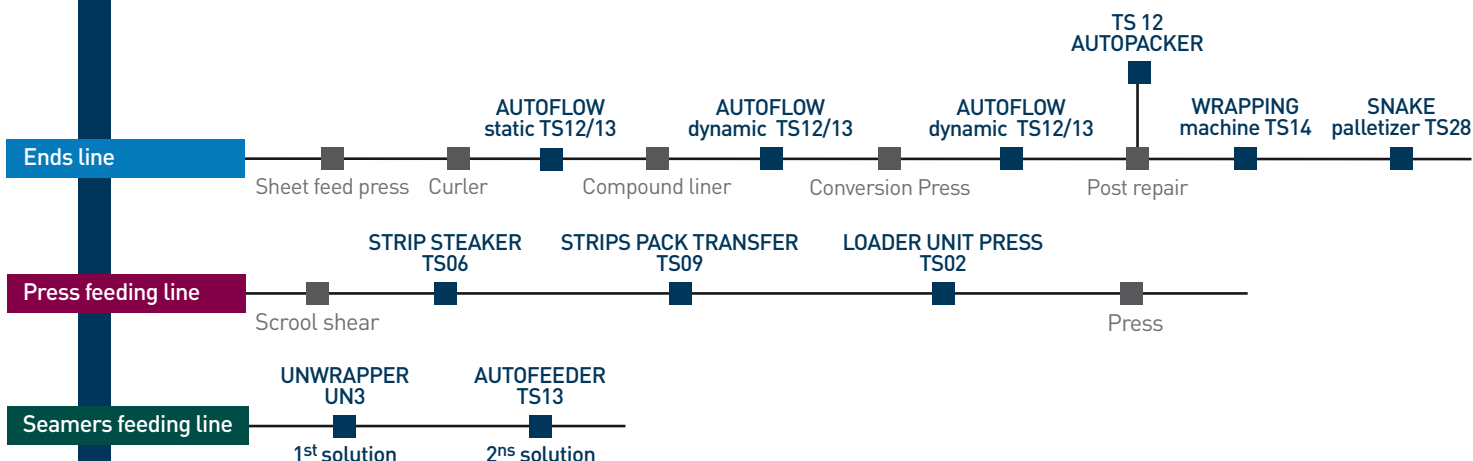 TS 12
AUTOPACKER
AUTOFLOW
static TS12/13
AUTOFLOW
dynamic TS12/13
AUTOFLOW
dynamic TS12/13
WRAPPING
machine TS14
SNAKE
palletizer TS28
Ends line
Sheet feed press
Curler
Compound liner
Conversion Press
Post repair
STRIP STEAKER
TS06
STRIPS PACK TRANSFER
TS09
LOADER UNIT PRESS
TS02
Press feeding line
Scrool shear
Press
UNWRAPPER
UN3
AUTOFEEDER
TS13
Seamers feeding line
1st solution
2ns solution